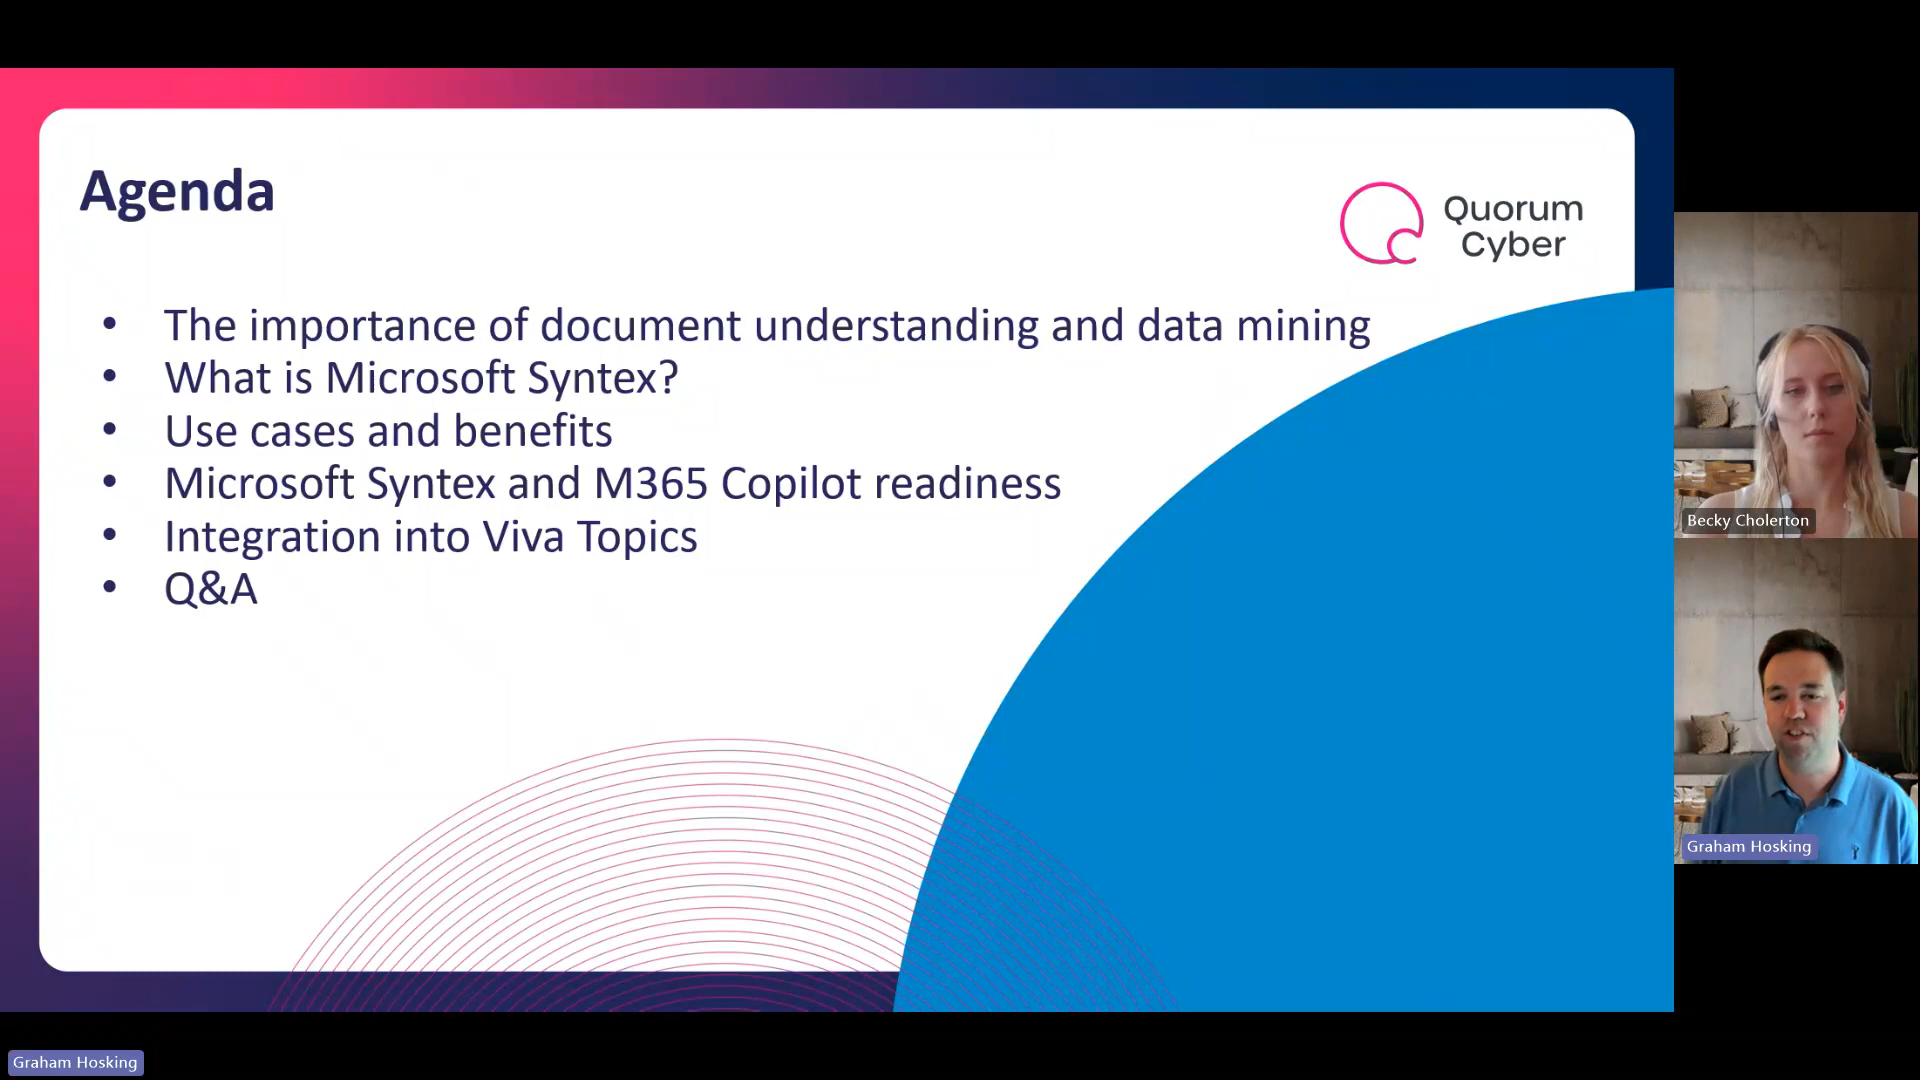 Agenda
Quorum
Cyber
• The importance of document understanding and data mining
• What is Microsoft Syntex?
• Use cases and benefits
• Microsoft Syntex and M365 Copilot readiness
• Integration into Viva Topics
• Q&A
Becky Cholerton
Graham Hosking
Graham Hosking